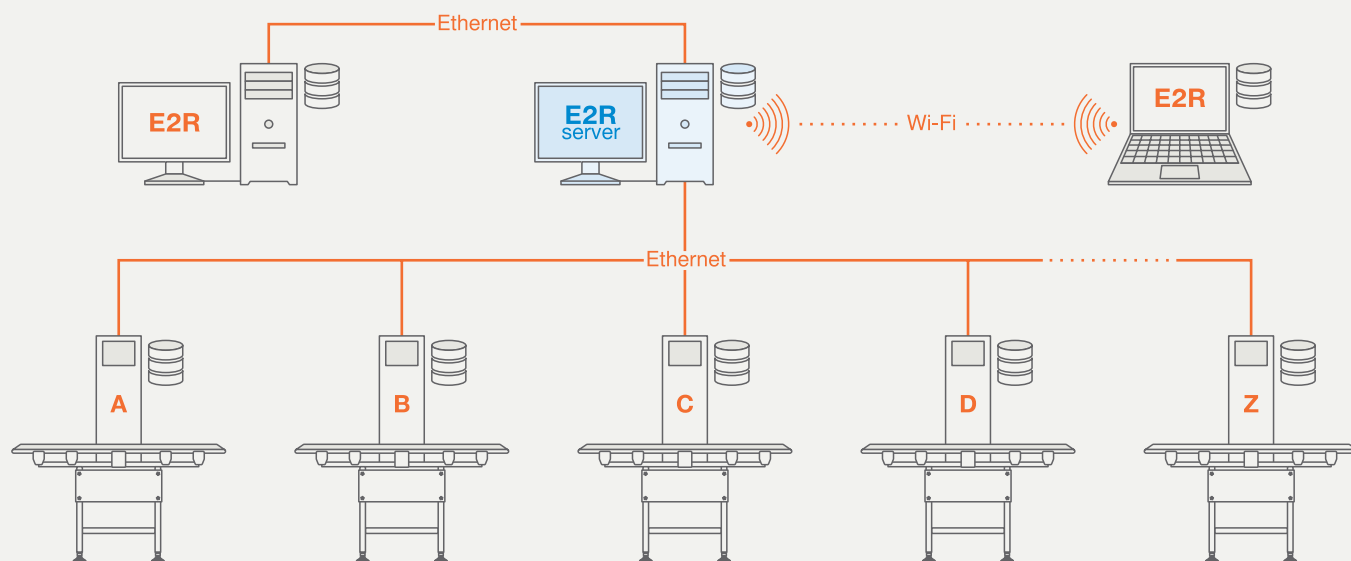 Ethernet
E2R
E2R
server
Wi-Fi
E2R
Ethernet
A
B
C
D
Z